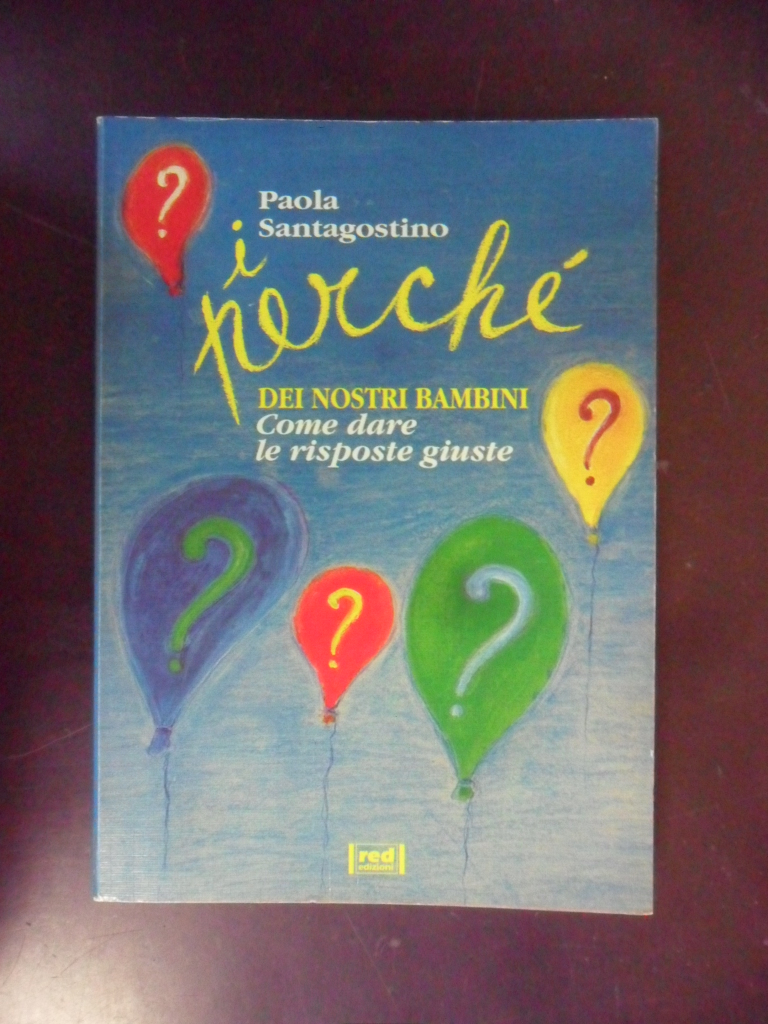 Paola
Santagostino
i
perché
DEI NOSTRI BAMBINI
Come dare
le risposte giuste
?
?
?
?
?
red
edizioni